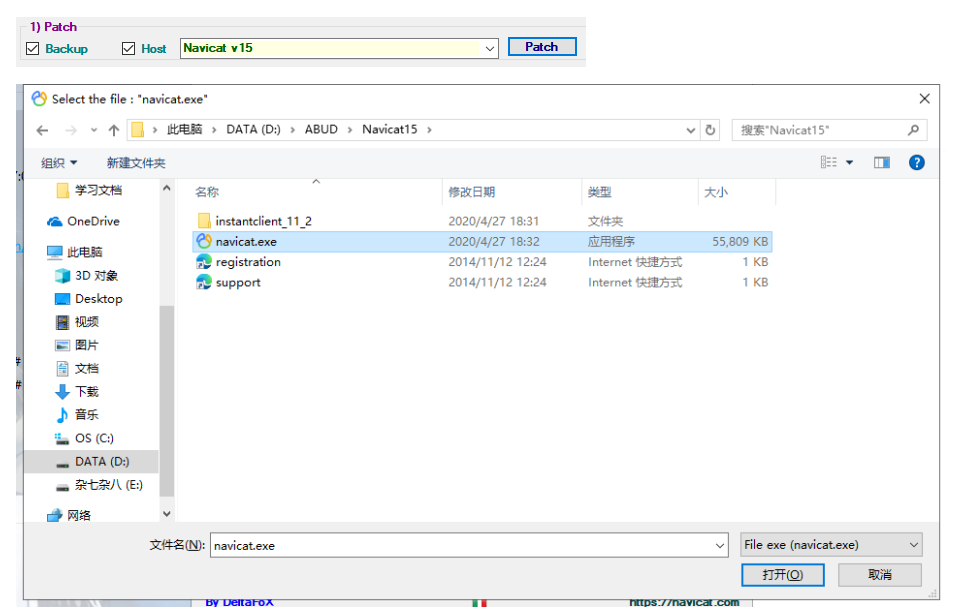 1) Patch
Backup Host Navicat v15 Patch
Select the file : "navicat.exe"
此电脑 › DATA (D:) › ABUD › Navicat15 › 搜索"Navicat15"
组织 新建文件夹
学习文档
OneDrive
此电脑
3D 对象
Desktop
视频
图片
文档
下载
音乐
OS (C:)
DATA (D:)
杂七杂八 (E:)
网络
名称 修改日期 类型 大小
instantclient_11_2 2020/4/27 18:31 文件夹
navicat.exe 2020/4/27 18:32 应用程序 55,809 KB
registration 2014/11/12 12:24 Internet 快捷方式 1 KB
support 2014/11/12 12:24 Internet 快捷方式 1 KB
文件名(N): navicat.exe File exe (navicat.exe)
打开(O) 取消
By DeltaFoX https://navicat.com